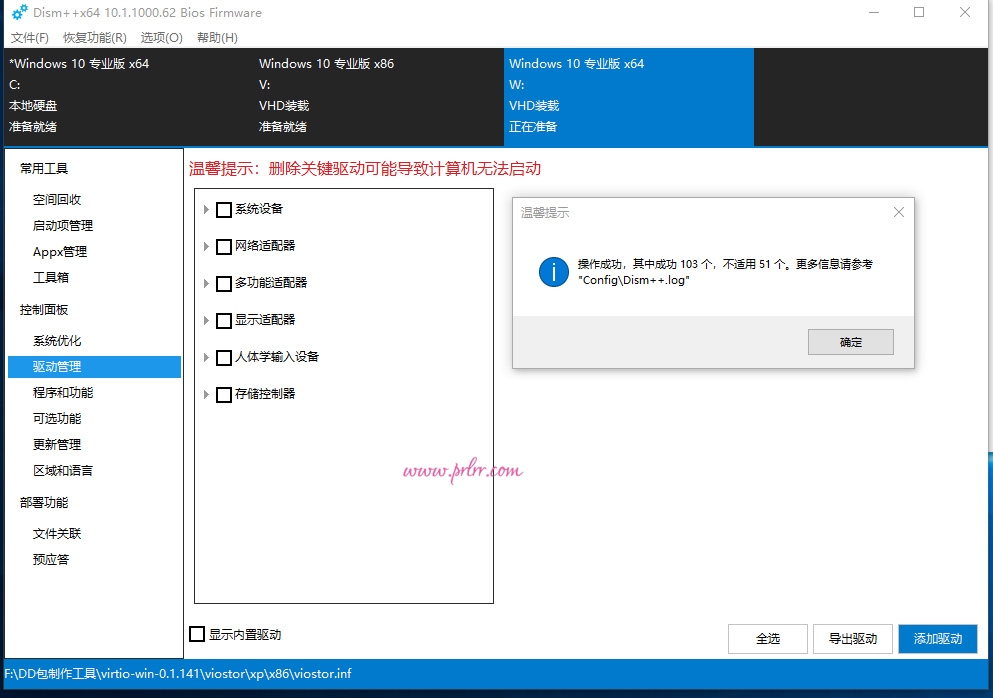 Dism++x64 10.1.1000.62 Bios Firmware
文件(F) 恢复功能(R) 选项(O) 帮助(H)
*Windows 10 专业版 x64
C:
本地硬盘
准备就绪
Windows 10 专业版 x86
V:
VHD装载
准备就绪
Windows 10 专业版 x64
W:
VHD装载
正在准备
常用工具
空间回收
启动项管理
Appx管理
工具箱
控制面板
系统优化
驱动管理
程序和功能
可选功能
更新管理
区域和语言
部署功能
文件关联
预应答
温馨提示：删除关键驱动可能导致计算机无法启动
系统设备
网络适配器
多功能适配器
显示适配器
人体学输入设备
存储控制器
温馨提示
操作成功，其中成功 103 个，不适用 51 个。更多信息请参考
"Config\Dism++.log"
确定
www.prlrr.com
显示内置驱动
全选
导出驱动
添加驱动
F:\DD包制作工具\virtio-win-0.1.141\viostor\xp\x86\viostor.inf